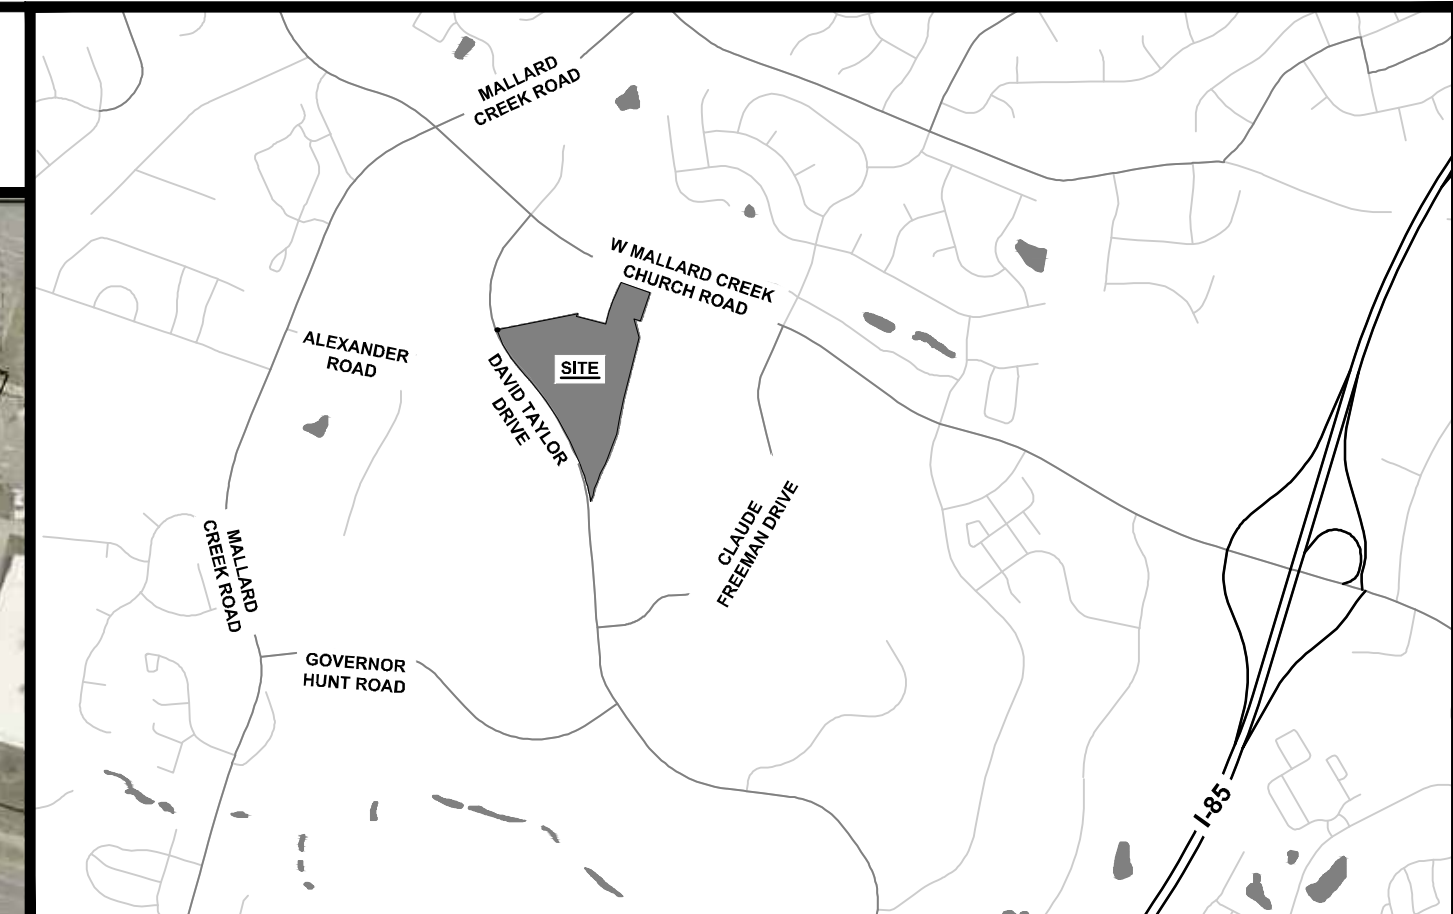 MALLARD
CREEK ROAD
W MALLARD CREEK
CHURCH ROAD
ALEXANDER
ROAD
SITE
DAVID TAYLOR
DRIVE
CLAUDE
FREEMAN DRIVE
MALLARD
CREEK ROAD
GOVERNOR
HUNT ROAD
I-85